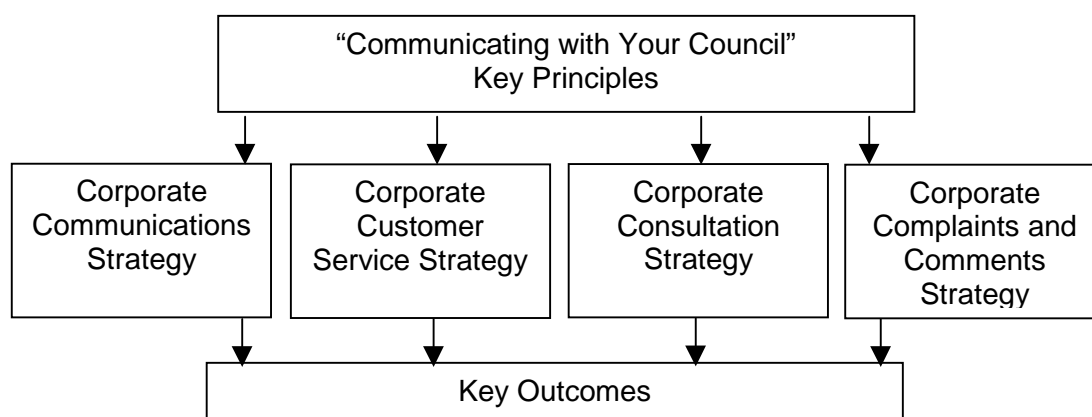 “Communicating with Your Council”
Key Principles
Corporate
Communications
Strategy
Corporate
Customer
Service Strategy
Corporate
Consultation
Strategy
Corporate
Complaints and
Comments
Strategy
Key Outcomes